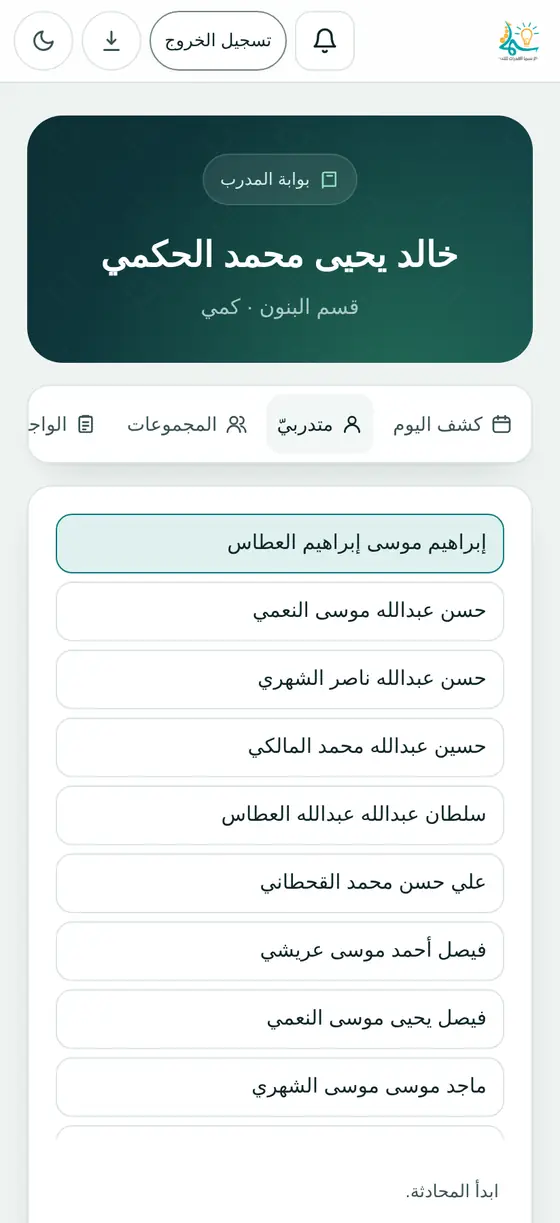 تسجيل الخروج
بوابة المدرب
خالد يحيى محمد الحكمي
قسم البنون · كمي
كشف اليوم
متدربيّ
المجموعات
الواج
إبراهيم موسى إبراهيم العطاس
حسن عبدالله موسى النعمي
حسن عبدالله ناصر الشهري
حسين عبدالله محمد المالكي
سلطان عبدالله عبدالله العطاس
علي حسن محمد القحطاني
فيصل أحمد موسى عريشي
فيصل يحيى موسى النعمي
ماجد موسى موسى الشهري
ابدأ المحادثة.